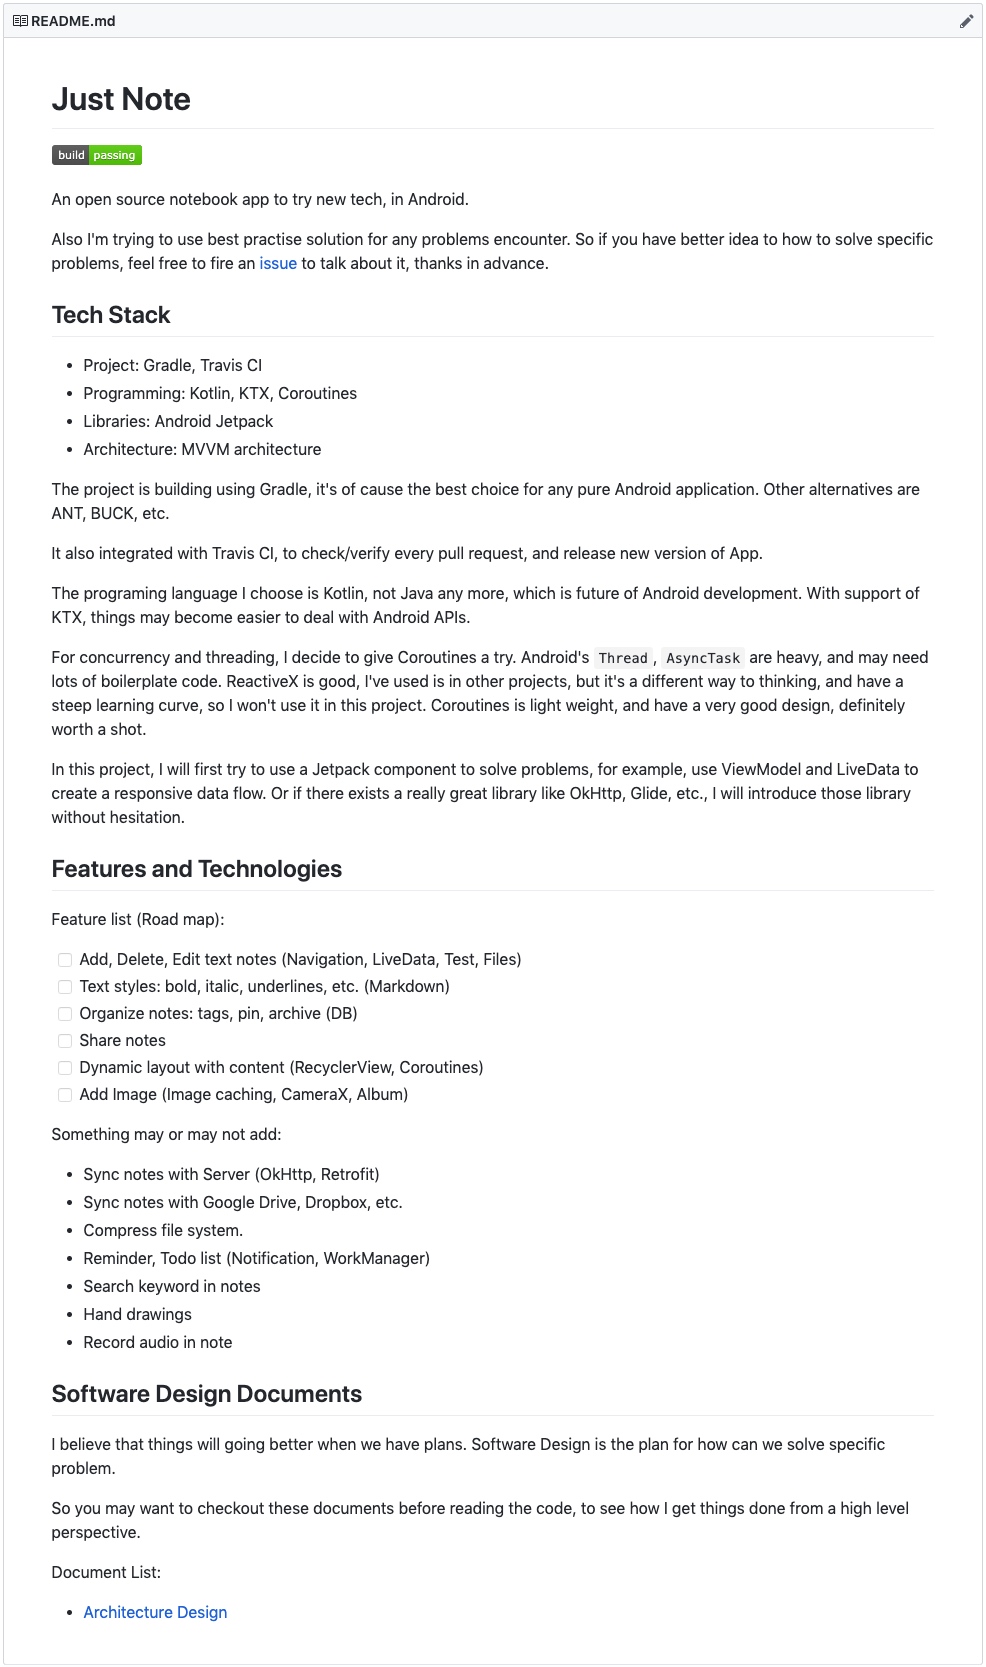 README.md
Just Note
build passing
An open source notebook app to try new tech, in Android.
Also I'm trying to use best practise solution for any problems encounter. So if you have better idea to how to solve specific
problems, feel free to fire an issue to talk about it, thanks in advance.
Tech Stack
• Project: Gradle, Travis CI
• Programming: Kotlin, KTX, Coroutines
• Libraries: Android Jetpack
• Architecture: MVVM architecture
The project is building using Gradle, it's of cause the best choice for any pure Android application. Other alternatives are
ANT, BUCK, etc.
It also integrated with Travis CI, to check/verify every pull request, and release new version of App.
The programing language I choose is Kotlin, not Java any more, which is future of Android development. With support of
KTX, things may become easier to deal with Android APIs.
For concurrency and threading, I decide to give Coroutines a try. Android's Thread, AsyncTask are heavy, and may need
lots of boilerplate code. ReactiveX is good, I've used is in other projects, but it's a different way to thinking, and have a
steep learning curve, so I won't use it in this project. Coroutines is light weight, and have a very good design, definitely
worth a shot.
In this project, I will first try to use a Jetpack component to solve problems, for example, use ViewModel and LiveData to
create a responsive data flow. Or if there exists a really great library like OkHttp, Glide, etc., I will introduce those library
without hesitation.
Features and Technologies
Feature list (Road map):
Add, Delete, Edit text notes (Navigation, LiveData, Test, Files)
Text styles: bold, italic, underlines, etc. (Markdown)
Organize notes: tags, pin, archive (DB)
Share notes
Dynamic layout with content (RecyclerView, Coroutines)
Add Image (Image caching, CameraX, Album)
Something may or may not add:
• Sync notes with Server (OkHttp, Retrofit)
• Sync notes with Google Drive, Dropbox, etc.
• Compress file system.
• Reminder, Todo list (Notification, WorkManager)
• Search keyword in notes
• Hand drawings
• Record audio in note
Software Design Documents
I believe that things will going better when we have plans. Software Design is the plan for how can we solve specific
problem.
So you may want to checkout these documents before reading the code, to see how I get things done from a high level
perspective.
Document List:
• Architecture Design